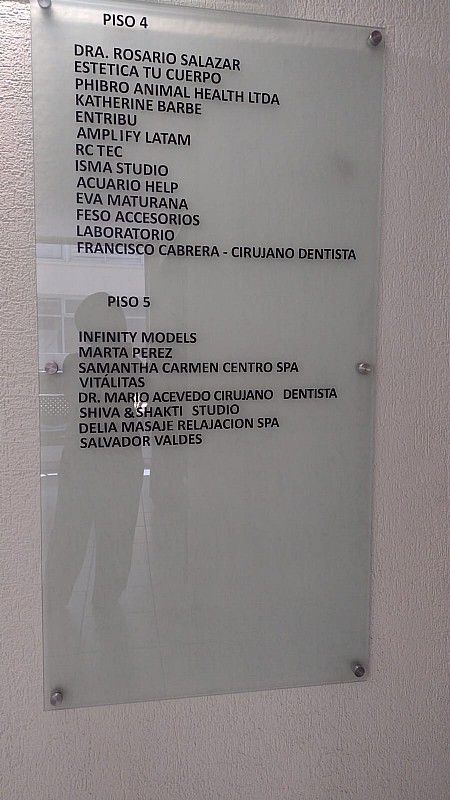 PISO 4
DRA. ROSARIO SALAZAR
ESTETICA TU CUERPO
PHIBRO ANIMAL HEALTH LTDA
KATHERINE BARBE
ENTRIBU
AMPLIFY LATAM
RC TEC
ISMA STUDIO
ACUARIO HELP
EVA MATURANA
FESO ACCESORIOS
LABORATORIO
FRANCISCO CABRERA - CIRUJANO DENTISTA
PISO 5
INFINITY MODELS
MARTA PEREZ
SAMANTHA CARMEN CENTRO SPA
VITÁLITAS
DR. MARIO ACEVEDO CIRUJANO DENTISTA
SHIVA & SHAKTI STUDIO
DELIA MASAJE RELAJACION SPA
SALVADOR VALDES